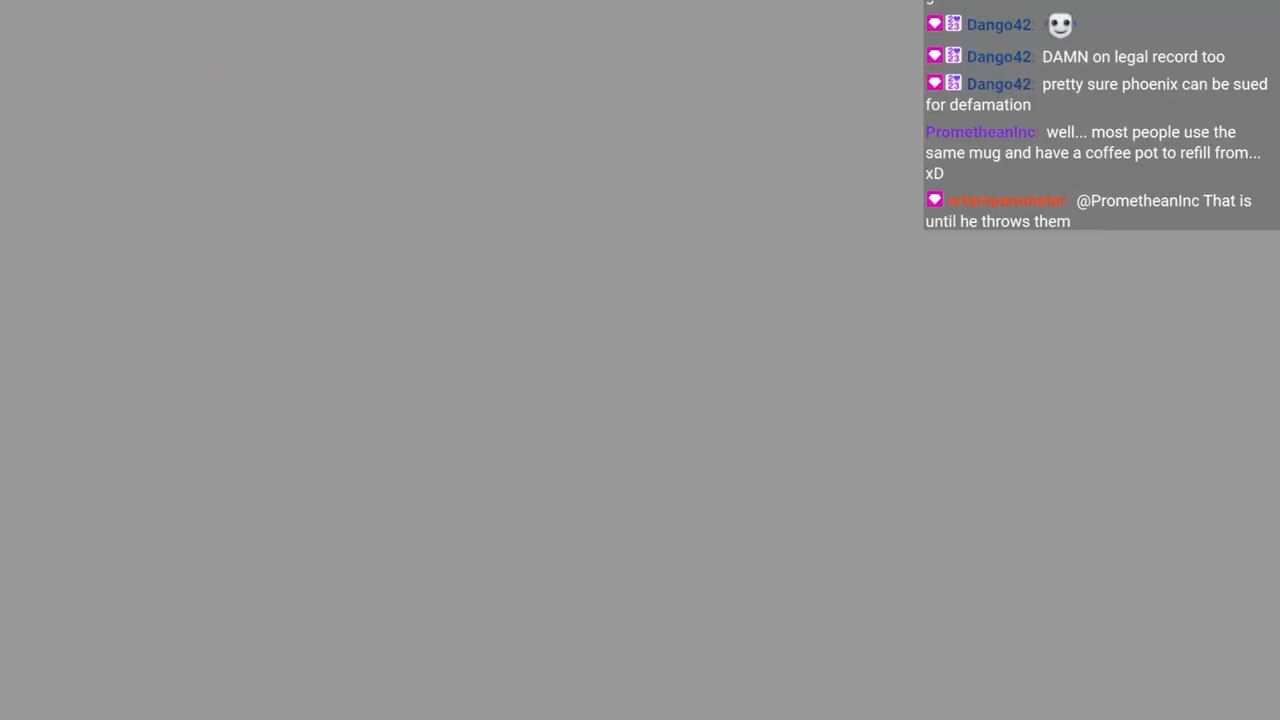 Dango42:
Dango42: DAMN on legal record too
Dango42: pretty sure phoenix can be sued
for defamation
PrometheanInc: well... most people use the
same mug and have a coffee pot to refill from...
xD
@PrometheanInc That is
until he throws them